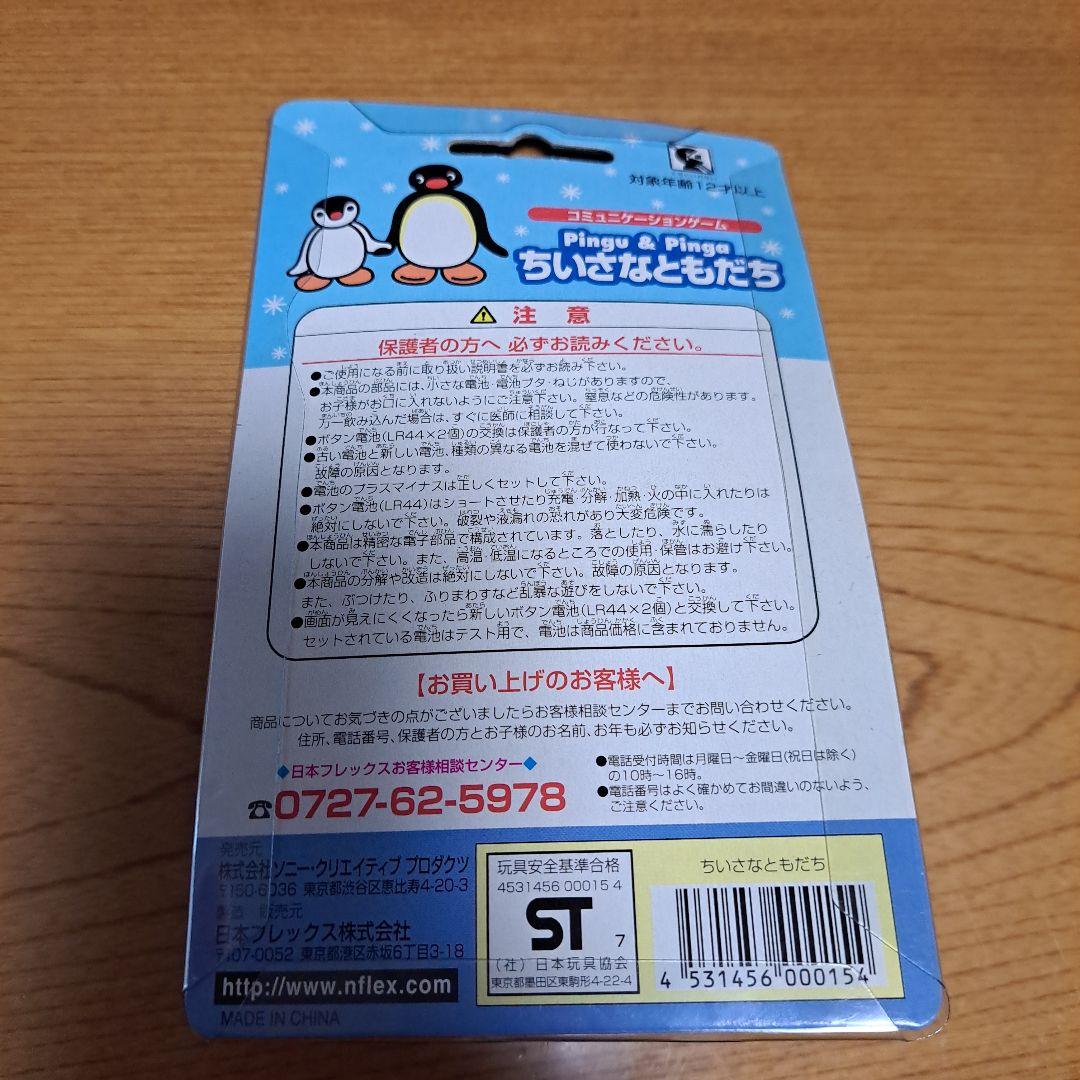 対象年齢12才以上
コミュニケーションゲーム
Pingu & Pinga
ちいさなともだち
注意
保護者の方へ 必ずお読みください。
●ご使用になる前に取り扱い説明書を必ずお読み下さい。
●本商品の部品には、小さな電池・電池ブタ・ねじがありますので、
お子様がお口に入れないようにご注意下さい。窒息などの危険性があります。
万一飲み込んだ場合は、すぐに医師に相談して下さい。
●ボタン電池(LR44×2個)の交換は保護者の方が行なって下さい。
●古い電池と新しい電池、種類の異なる電池を混ぜて使わないで下さい。
故障の原因となります。
●電池のプラスマイナスは正しくセットして下さい。
●ボタン電池(LR44)はショートさせたり充電・分解・加熱・火の中に入れたりは
絶対にしないで下さい。破裂や液漏れの恐れがあり大変危険です。
●本商品は精密な電子部品で構成されています。落としたり、水に濡らしたり
しないで下さい。また、高温・低温になるところでの使用・保管はお避け下さい。
●本商品の分解や改造は絶対にしないで下さい。故障の原因となります。
また、ぶつけたり、ふりまわすなど乱暴な遊びをしないで下さい。
●画面が見えにくくなったら新しいボタン電池(LR44×2個)と交換して下さい。
セットされている電池はテスト用で、電池は商品価格に含まれておりません。
【お買い上げのお客様へ】
商品についてお気づきの点がございましたらお客様相談センターまでお問い合わせください。
住所、電話番号、保護者の方とお子様のお名前、お年も必ずお知らせください。
◆日本フレックスお客様相談センター◆
☎0727-62-5978
●電話受付時間は月曜日〜金曜日(祝日は除く)
の10時〜16時。
●電話番号はよく確かめてお間違いのないよう、
ご注意ください。
発売元
株式会社ソニー・クリエイティブ プロダクツ
〒150-6036 東京都渋谷区恵比寿4-20-3
製造 販売元
日本フレックス株式会社
〒107-0052 東京都港区赤坂6丁目3-18
http://www.nflex.com
MADE IN CHINA
玩具安全基準合格
4531456 00015 4
ST 7
(社)日本玩具協会
東京都墨田区東駒形4-22-4
ちいさなともだち
4 531456 000154